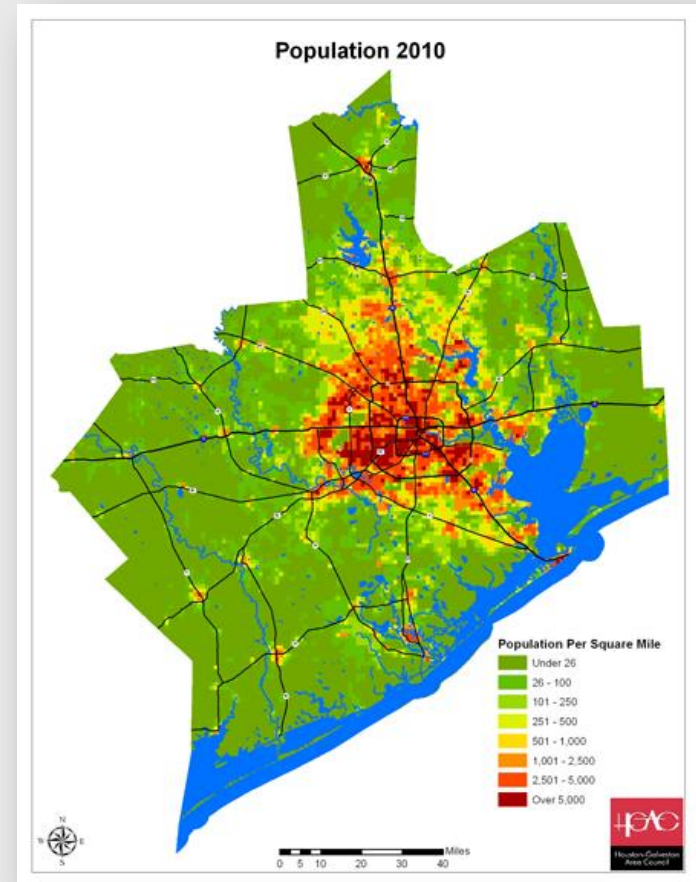 Population 2010
Population Per Square Mile
Under 26
26 - 100
101 - 250
251 - 500
501 - 1,000
1,001 - 2,500
2,501 - 5,000
Over 5,000
N
W
E
S
Miles
0 5 10 20 30 40
Houston-Galveston
Area Council